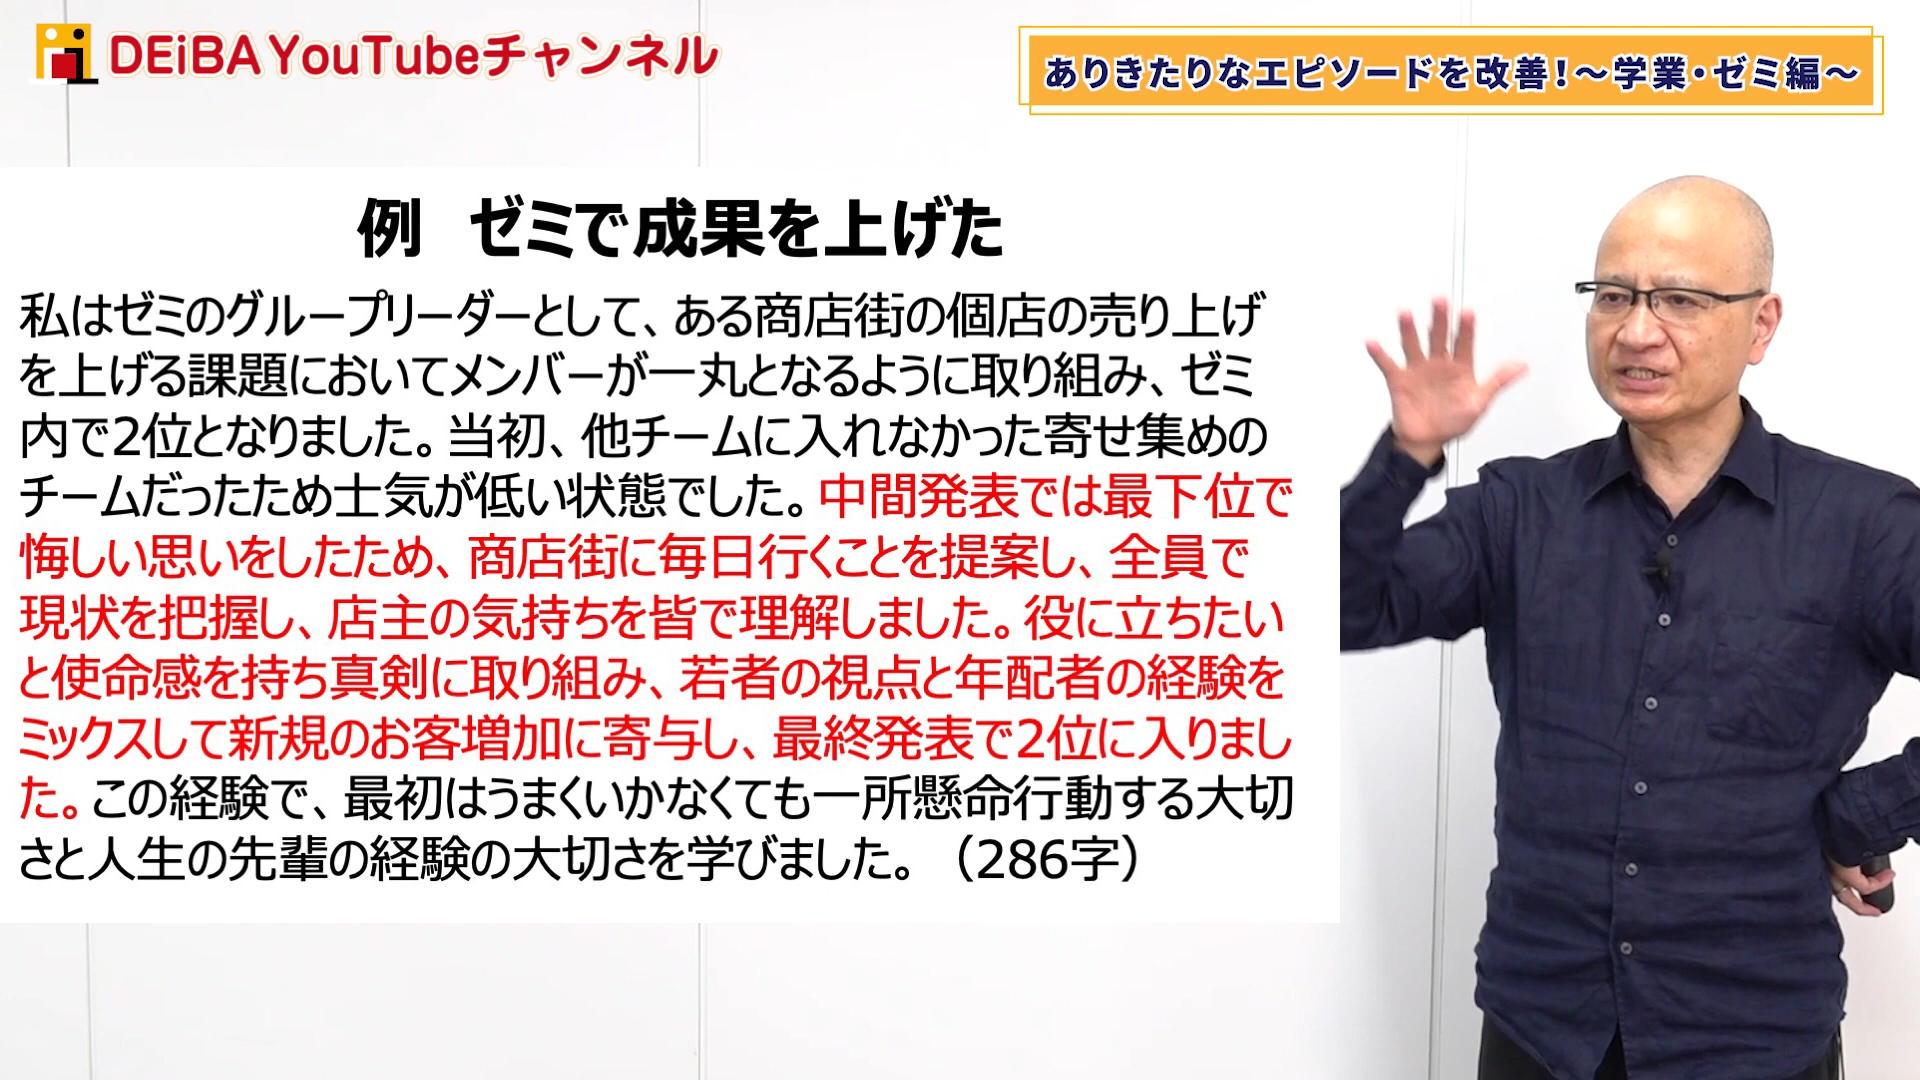 DEiBA YouTubeチャンネル
ありきたりなエピソードを改善！～学業・ゼミ編～
例　ゼミで成果を上げた
私はゼミのグループリーダーとして、ある商店街の個店の売り上げ
を上げる課題においてメンバーが一丸となるように取り組み、ゼミ
内で2位となりました。当初、他チームに入れなかった寄せ集めの
チームだったため士気が低い状態でした。中間発表では最下位で
悔しい思いをしたため、商店街に毎日行くことを提案し、全員で
現状を把握し、店主の気持ちを皆で理解しました。役に立ちたい
と使命感を持ち真剣に取り組み、若者の視点と年配者の経験を
ミックスして新規のお客増加に寄与し、最終発表で2位に入りまし
た。この経験で、最初はうまくいかなくても一所懸命行動する大切
さと人生の先輩の経験の大切さを学びました。（286字）